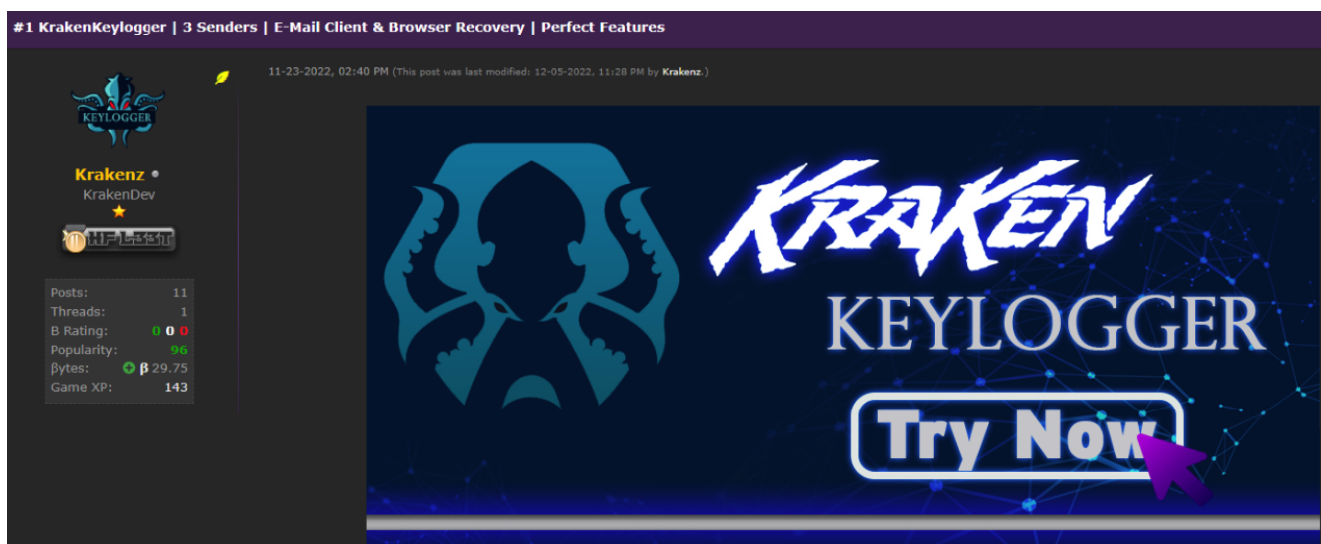 #1 KrakenKeylogger | 3 Senders | E-Mail Client & Browser Recovery | Perfect Features
11-23-2022, 02:40 PM (This post was last modified: 12-05-2022, 11:28 PM by Krakenz.)
KEYLOGGER
Krakenz
KrakenDev
HF L33T
Posts: 11
Threads: 1
B Rating: 0 0 0
Popularity: 96
βytes: β 29.75
Game XP: 143
KRAKEN
KEYLOGGER
Try Now